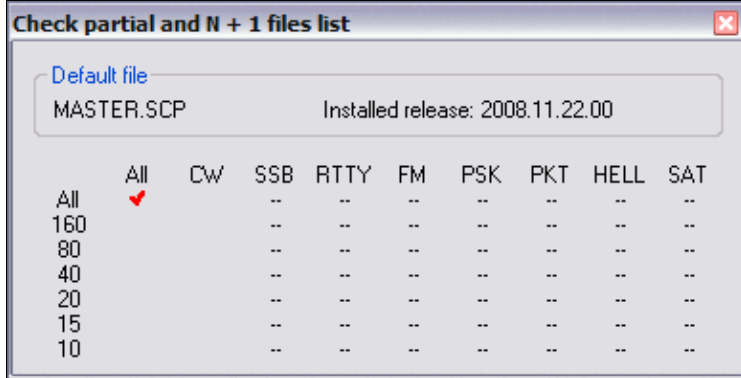 Check partial and N + 1 files list
Default file
MASTER.SCP Installed release: 2008.11.22.00
All CW SSB RTTY FM PSK PKT HELL SAT
All -- -- -- -- -- -- --
160 -- -- -- -- -- -- --
80 -- -- -- -- -- -- --
40 -- -- -- -- -- -- --
20 -- -- -- -- -- -- --
15 -- -- -- -- -- -- --
10 -- -- -- -- -- -- --